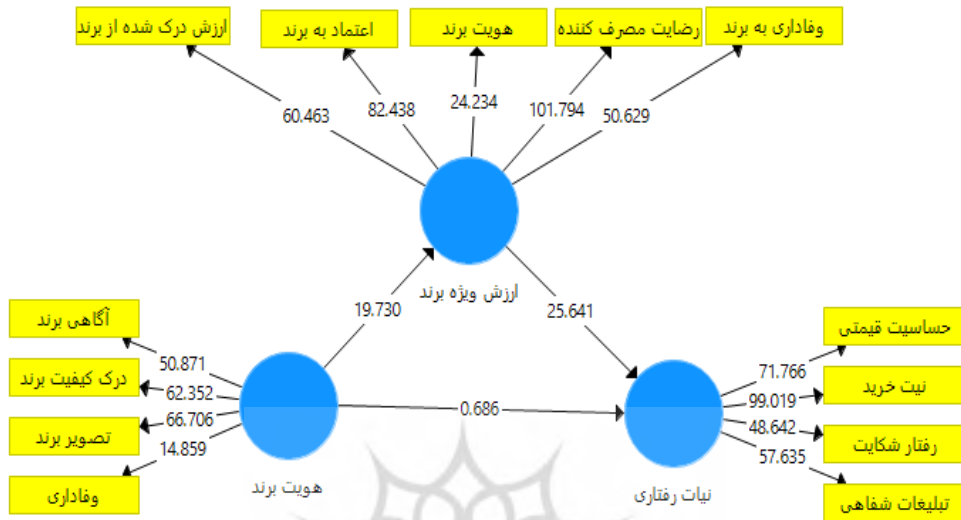 ارزش درک شده از برند
اعتماد به برند
هویت برند
رضایت مصرف کننده
وفاداری به برند
60.463
82.438
24.234
101.794
50.629
ارزش ویژه برند
19.730
25.641
آگاهی برند
درک کیفیت برند
تصویر برند
وفاداری
50.871
62.352
66.706
14.859
هویت برند
0.686
نیات رفتاری
71.766
99.019
48.642
57.635
حساسیت قیمتی
نیت خرید
رفتار شکایت
تبلیغات شفاهی